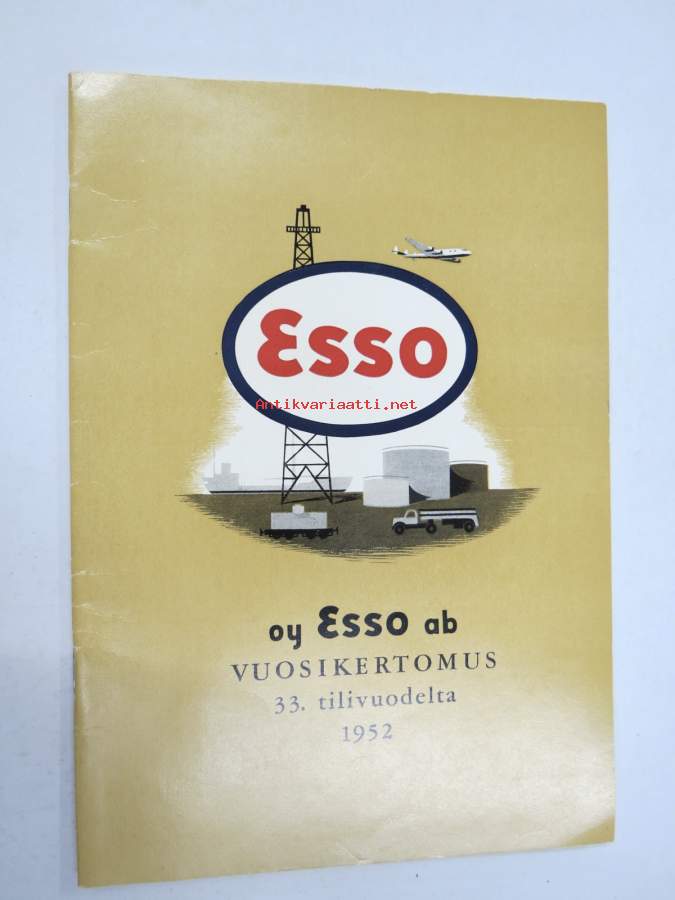 Esso
Antikvariaatti.net
oy Esso ab
VUOSIKERTOMUS
33. tilivuodelta
1952